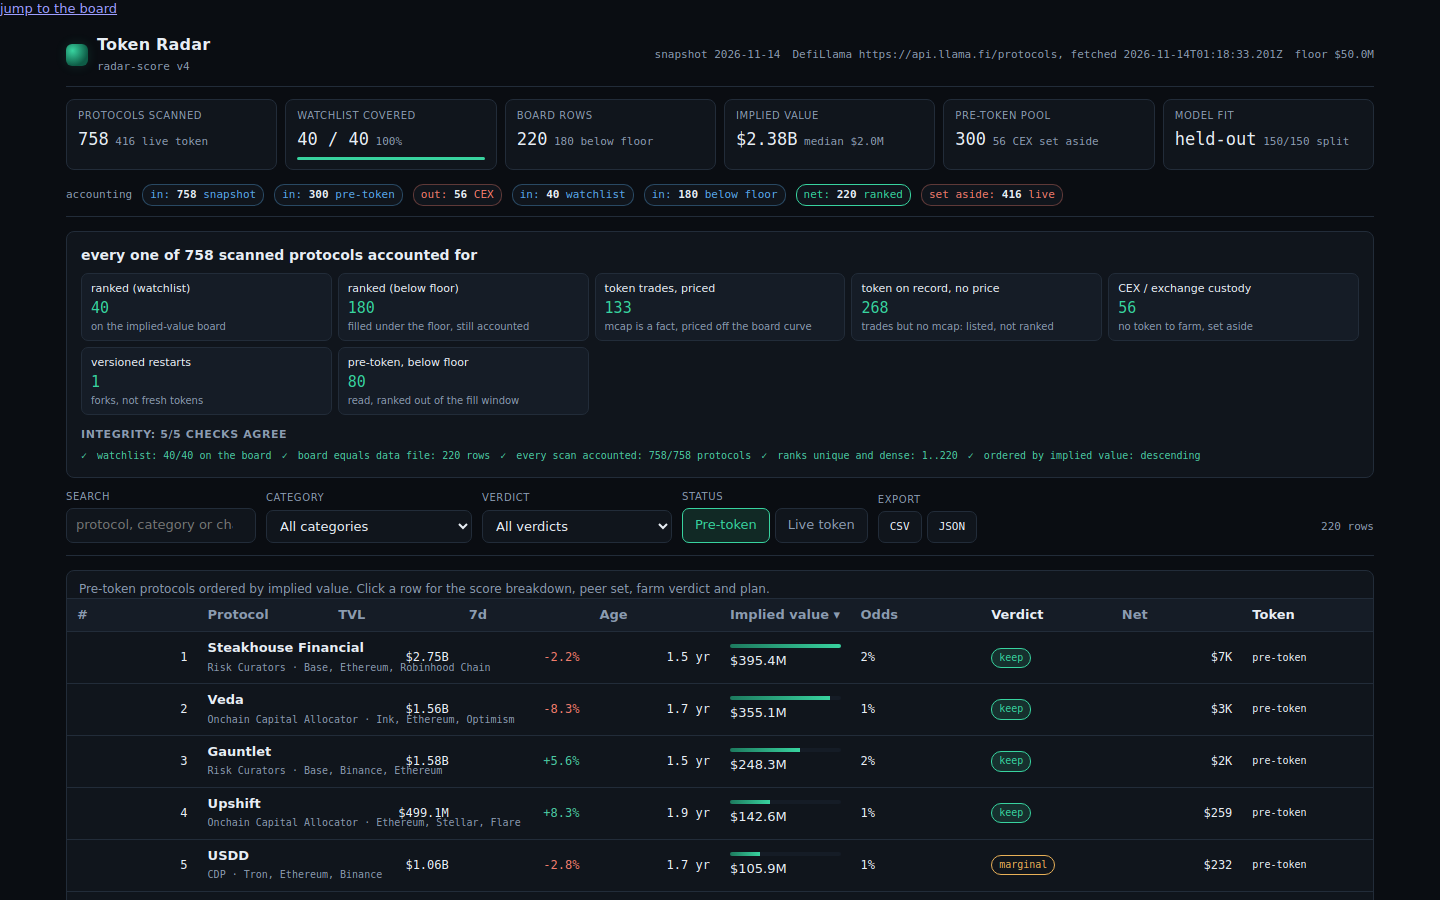 jump to the board
Token Radar
radar-score v4
snapshot 2026-11-14 DefiLlama https://api.llama.fi/protocols, fetched 2026-11-14T01:18:33.201Z floor $50.0M
PROTOCOLS SCANNED
758 416 live token
WATCHLIST COVERED
40 / 40 100%
BOARD ROWS
220 180 below floor
IMPLIED VALUE
$2.38B median $2.0M
PRE-TOKEN POOL
300 56 CEX set aside
MODEL FIT
held-out 150/150 split
accounting in: 758 snapshot in: 300 pre-token out: 56 CEX in: 40 watchlist in: 180 below floor net: 220 ranked set aside: 416 live
every one of 758 scanned protocols accounted for
ranked (watchlist)
40
on the implied-value board
ranked (below floor)
180
filled under the floor, still accounted
token trades, priced
133
mcap is a fact, priced off the board curve
token on record, no price
268
trades but no mcap: listed, not ranked
CEX / exchange custody
56
no token to farm, set aside
versioned restarts
1
forks, not fresh tokens
pre-token, below floor
80
read, ranked out of the fill window
INTEGRITY: 5/5 CHECKS AGREE
✓ watchlist: 40/40 on the board ✓ board equals data file: 220 rows ✓ every scan accounted: 758/758 protocols ✓ ranks unique and dense: 1..220 ✓ ordered by implied value: descending
SEARCH
protocol, category or ch
CATEGORY
All categories
VERDICT
All verdicts
STATUS
Pre-token Live token
EXPORT
CSV JSON
220 rows
Pre-token protocols ordered by implied value. Click a row for the score breakdown, peer set, farm verdict and plan.
# Protocol TVL 7d Age Implied value ▾ Odds Verdict Net Token
1 Steakhouse Financial $2.75B -2.2% 1.5 yr $395.4M 2% keep $7K pre-token
Risk Curators · Base, Ethereum, Robinhood Chain
2 Veda $1.56B -8.3% 1.7 yr $355.1M 1% keep $3K pre-token
Onchain Capital Allocator · Ink, Ethereum, Optimism
3 Gauntlet $1.58B +5.6% 1.5 yr $248.3M 2% keep $2K pre-token
Risk Curators · Base, Binance, Ethereum
4 Upshift $499.1M +8.3% 1.9 yr $142.6M 1% keep $259 pre-token
Onchain Capital Allocator · Ethereum, Stellar, Flare
5 USDD $1.06B -2.8% 1.7 yr $105.9M 1% marginal $232 pre-token
CDP · Tron, Ethereum, Binance